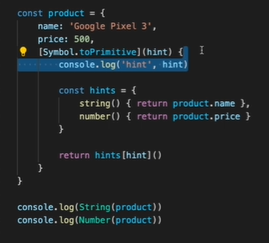 const product = {
name: 'Google Pixel 3',
price: 500,
[Symbol.toPrimitive](hint) {
console.log('hint', hint)
const hints = {
string() { return product.name },
number() { return product.price }
}
return hints[hint]()
}
}
console.log(String(product))
console.log(Number(product))